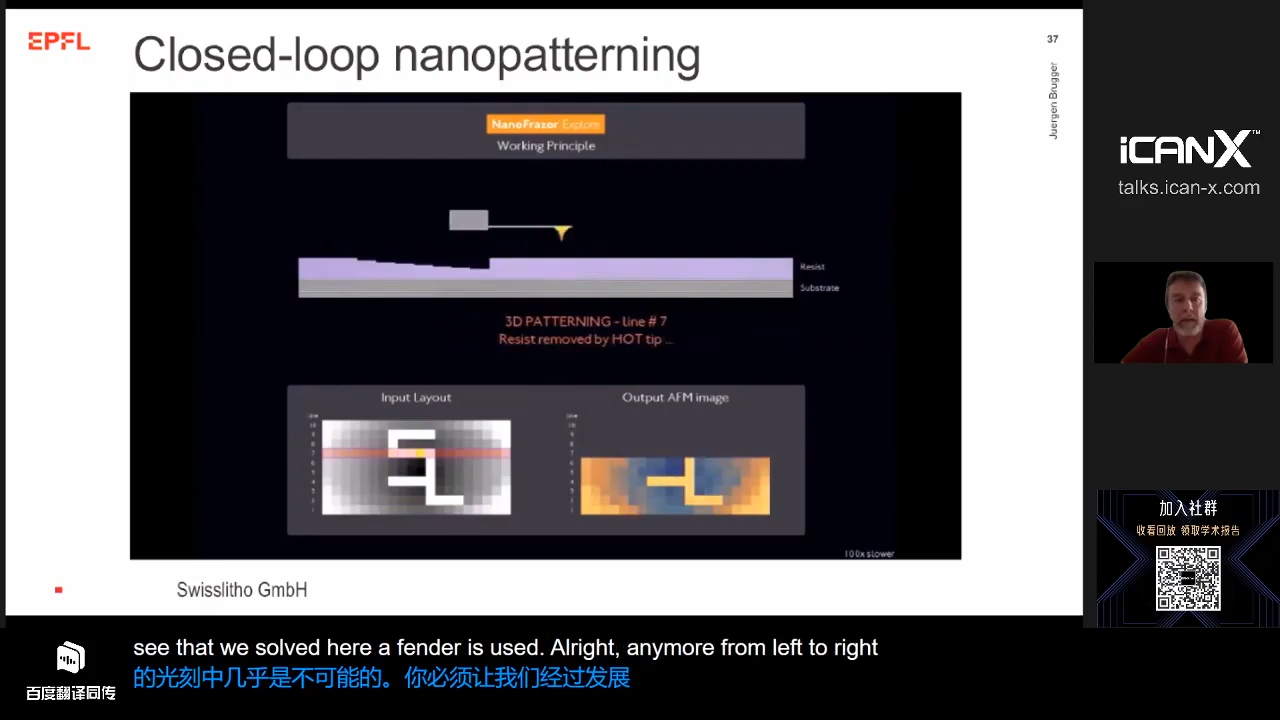 EPFL
Closed-loop nanopatterning
37
Juergen Brugger
NanoFrazor Explore
Working Principle
Resist
Substrate
3D PATTERNING - line # 7
Resist removed by HOT tip ...
Input Layout
Output AFM image
100x slower
Swisslitho GmbH
iCANX™
talks.ican-x.com
加入社群
收看回放 领取学术报告
see that we solved here a fender is used. Alright, anymore from left to right
的光刻中几乎是不可能的。你必须让我们经过发展
百度翻译同传